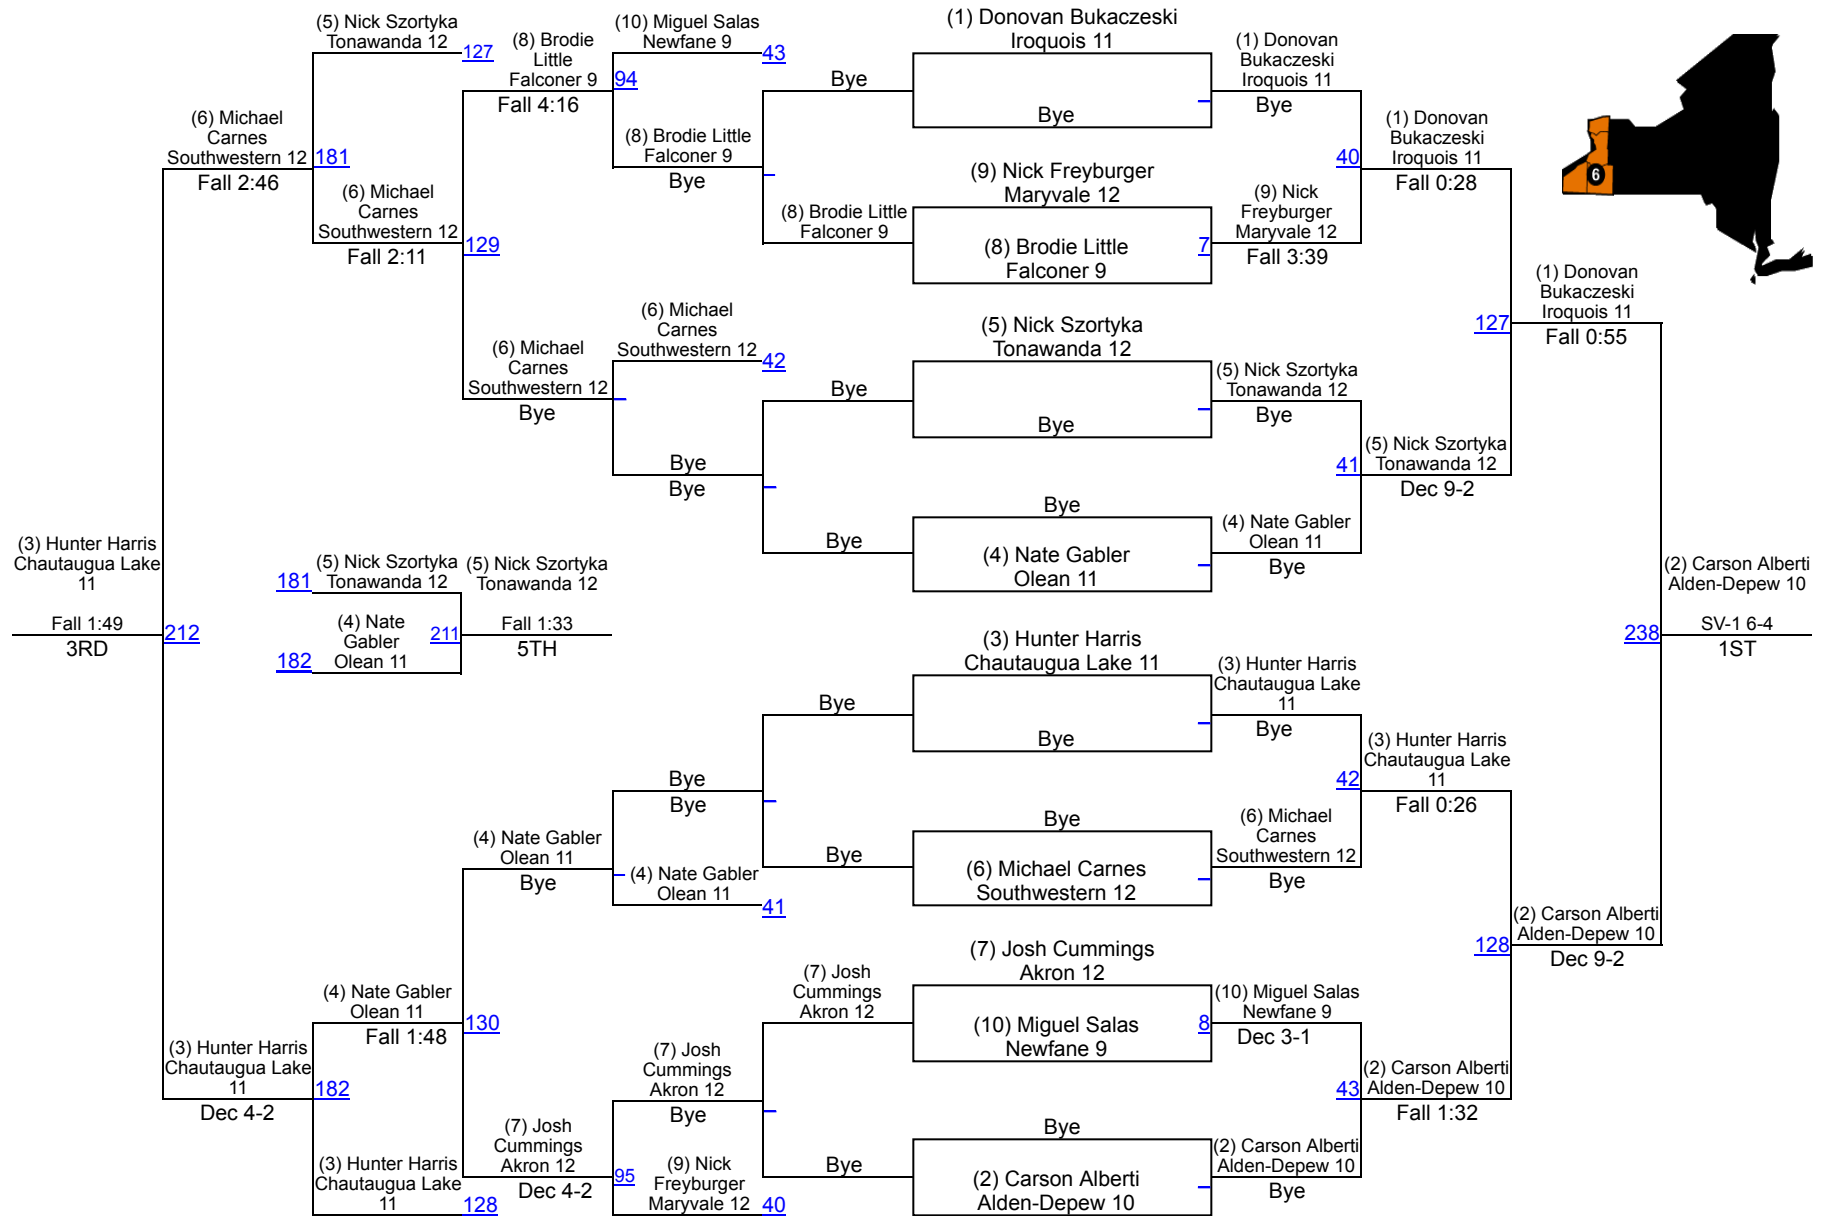 (5) Nick Szortyka
Tonawanda 12
127
(8) Brodie
Little
Falconer 9
Fall 4:16
(10) Miguel Salas
Newfane 9
43
94
(8) Brodie Little
Falconer 9
Bye
(6) Michael
Carnes
Southwestern 12
Fall 2:46
181
(6) Michael
Carnes
Southwestern 12
Fall 2:11
129
(6) Michael
Carnes
Southwestern 12
Bye
(6) Michael
Carnes
Southwestern 12
42
Bye
Bye
Bye
(8) Brodie Little
Falconer 9
Bye
Bye
(1) Donovan Bukaczeski
Iroquois 11
Bye
(9) Nick Freyburger
Maryvale 12
(8) Brodie Little
Falconer 9
7
(5) Nick Szortyka
Tonawanda 12
Bye
Bye
(4) Nate Gabler
Olean 11
(1) Donovan
Bukaczeski
Iroquois 11
Bye
40
(9) Nick
Freyburger
Maryvale 12
Fall 3:39
(5) Nick Szortyka
Tonawanda 12
Bye
41
(4) Nate Gabler
Olean 11
Bye
(1) Donovan
Bukaczeski
Iroquois 11
Fall 0:28
127
(5) Nick Szortyka
Tonawanda 12
Dec 9-2
6
(1) Donovan
Bukaczeski
Iroquois 11
Fall 0:55
(3) Hunter Harris
Chautaugua Lake
11
Fall 1:49
3RD
212
181
(5) Nick Szortyka
Tonawanda 12
182
(4) Nate
Gabler
Olean 11
211
(5) Nick Szortyka
Tonawanda 12
Fall 1:33
5TH
238
(2) Carson Alberti
Alden-Depew 10
SV-1 6-4
1ST
Bye
Bye
Bye
Bye
(3) Hunter Harris
Chautaugua Lake 11
Bye
Bye
(6) Michael Carnes
Southwestern 12
(3) Hunter Harris
Chautaugua Lake
11
Bye
42
(6) Michael
Carnes
Southwestern 12
Bye
(3) Hunter Harris
Chautaugua Lake
11
Fall 0:26
(4) Nate Gabler
Olean 11
Bye
(4) Nate Gabler
Olean 11
41
128
(2) Carson Alberti
Alden-Depew 10
Dec 9-2
(4) Nate Gabler
Olean 11
Fall 1:48
130
(3) Hunter Harris
Chautaugua Lake
11
Dec 4-2
182
(3) Hunter Harris
Chautaugua Lake
11
128
(7) Josh
Cummings
Akron 12
Dec 4-2
(7) Josh
Cummings
Akron 12
Bye
95
(9) Nick
Freyburger
Maryvale 12
40
(7) Josh
Cummings
Akron 12
Bye
(7) Josh Cummings
Akron 12
(10) Miguel Salas
Newfane 9
8
Bye
(2) Carson Alberti
Alden-Depew 10
(10) Miguel Salas
Newfane 9
Dec 3-1
43
(2) Carson Alberti
Alden-Depew 10
Bye
(2) Carson Alberti
Alden-Depew 10
Fall 1:32